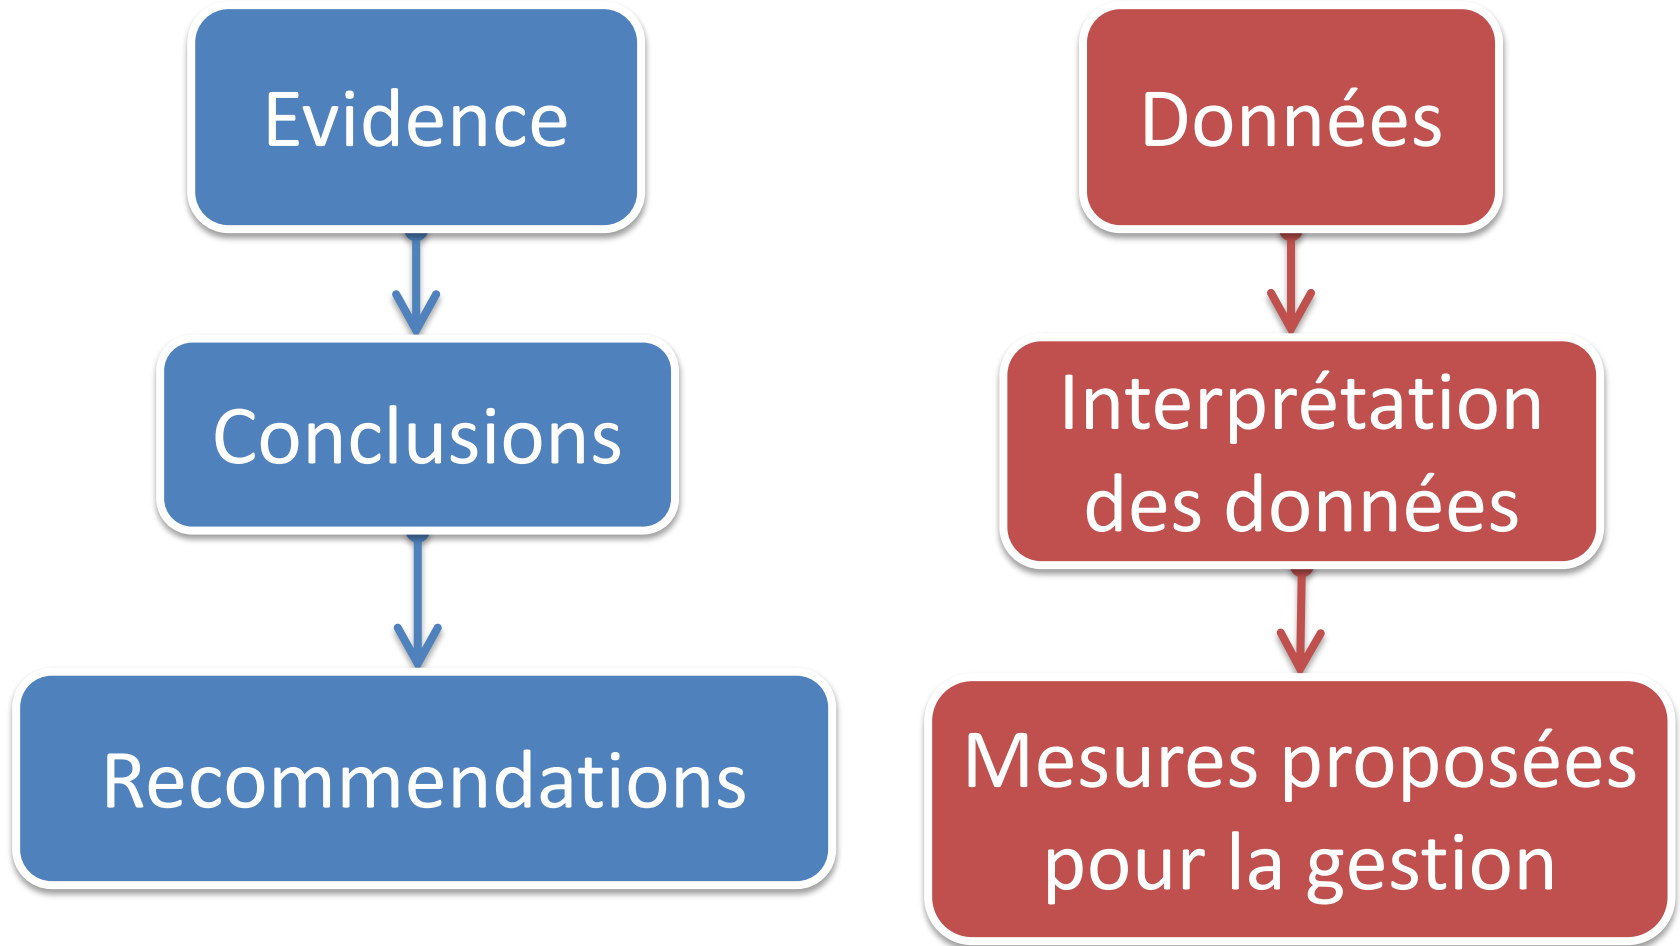 Evidence
Conclusions
Recommendations
Données
Interprétation
des données
Mesures proposées
pour la gestion